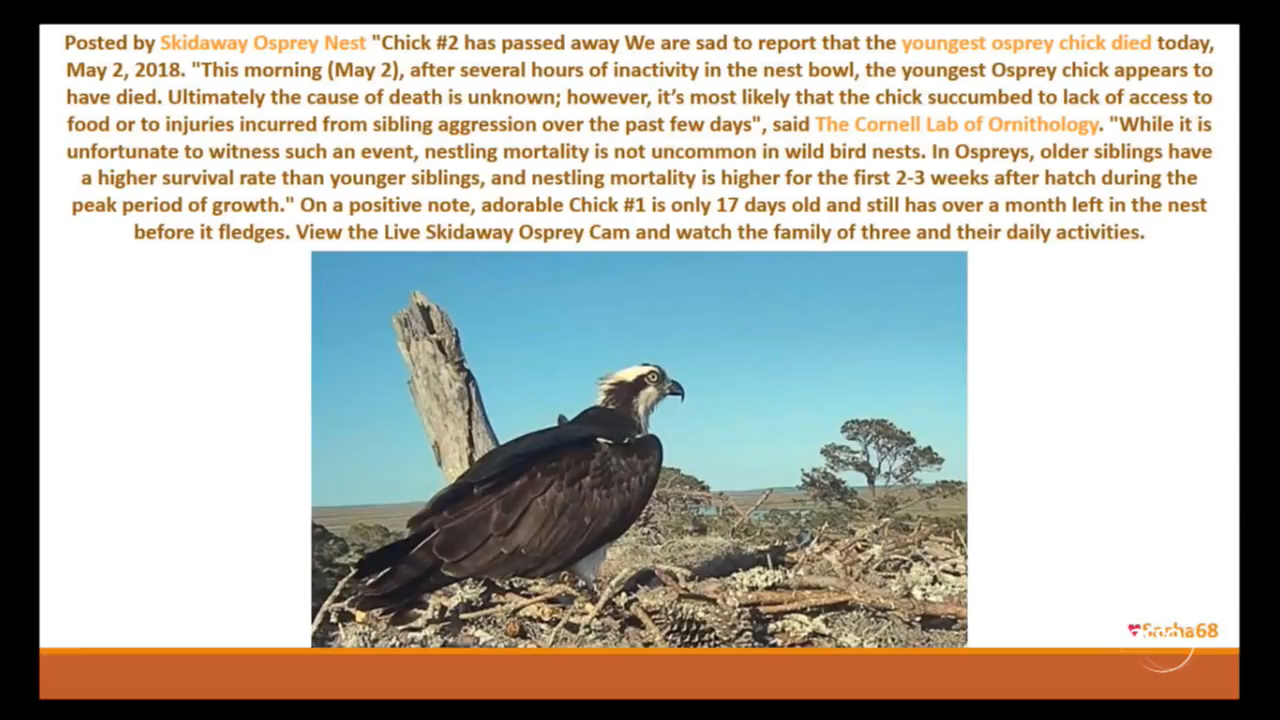 Posted by Skidaway Osprey Nest "Chick #2 has passed away We are sad to report that the youngest osprey chick died today,
May 2, 2018. "This morning (May 2), after several hours of inactivity in the nest bowl, the youngest Osprey chick appears to
have died. Ultimately the cause of death is unknown; however, it's most likely that the chick succumbed to lack of access to
food or to injuries incurred from sibling aggression over the past few days", said The Cornell Lab of Ornithology. "While it is
unfortunate to witness such an event, nestling mortality is not uncommon in wild bird nests. In Ospreys, older siblings have
a higher survival rate than younger siblings, and nestling mortality is higher for the first 2-3 weeks after hatch during the
peak period of growth." On a positive note, adorable Chick #1 is only 17 days old and still has over a month left in the nest
before it fledges. View the Live Skidaway Osprey Cam and watch the family of three and their daily activities.